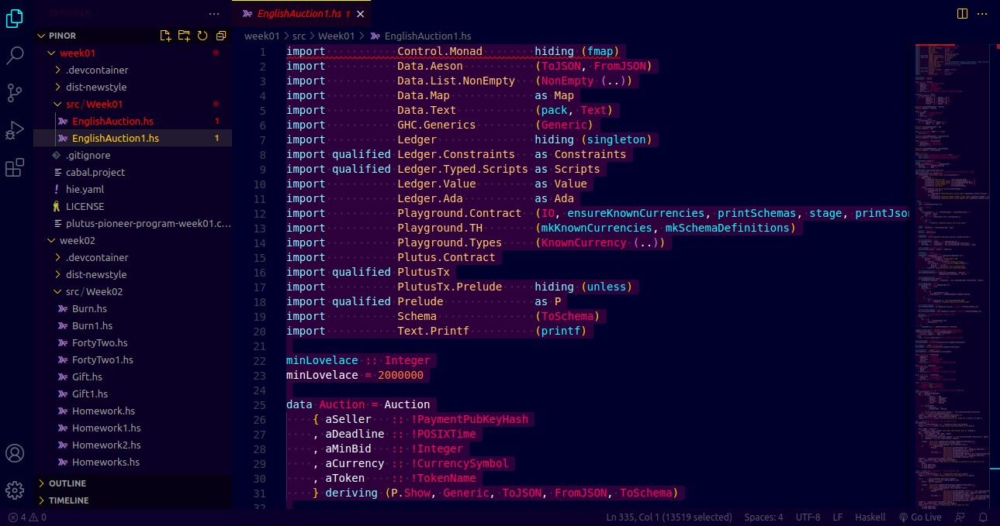 EXPLORER
PINOR
week01
.devcontainer
dist-newstyle
src/Week01
EnglishAuction.hs 1
EnglishAuction1.hs 1
.gitignore
cabal.project
hie.yaml
LICENSE
plutus-pioneer-program-week01.c...
week02
.devcontainer
dist-newstyle
src/Week02
Burn.hs
Burn1.hs
FortyTwo.hs
FortyTwo1.hs
Gift.hs
Gift1.hs
Homework.hs
Homework1.hs
Homework2.hs
Homeworks.hs
OUTLINE
TIMELINE
EnglishAuction1.hs 1
week01 > src > Week01 > EnglishAuction1.hs
1 import Control.Monad hiding (fmap)
2 import Data.Aeson (ToJSON, FromJSON)
3 import Data.List.NonEmpty (NonEmpty (..))
4 import Data.Map as Map
5 import Data.Text (pack, Text)
6 import GHC.Generics (Generic)
7 import Ledger hiding (singleton)
8 import qualified Ledger.Constraints as Constraints
9 import qualified Ledger.Typed.Scripts as Scripts
10 import Ledger.Value as Value
11 import Ledger.Ada as Ada
12 import Playground.Contract (IO, ensureKnownCurrencies, printSchemas, stage, printJson
13 import Playground.TH (mkKnownCurrencies, mkSchemaDefinitions)
14 import Playground.Types (KnownCurrency (..))
15 import Plutus.Contract
16 import qualified PlutusTx
17 import PlutusTx.Prelude hiding (unless)
18 import qualified Prelude as P
19 import Schema (ToSchema)
20 import Text.Printf (printf)
21
22 minLovelace :: Integer
23 minLovelace = 2000000
24
25 data Auction = Auction
26 { aSeller :: !PaymentPubKeyHash
27 , aDeadline :: !POSIXTime
28 , aMinBid :: !Integer
29 , aCurrency :: !CurrencySymbol
30 , aToken :: !TokenName
31 } deriving (P.Show, Generic, ToJSON, FromJSON, ToSchema)
32
4 0 Ln 335, Col 1 (13519 selected) Spaces: 4 UTF-8 LF Haskell Go Live